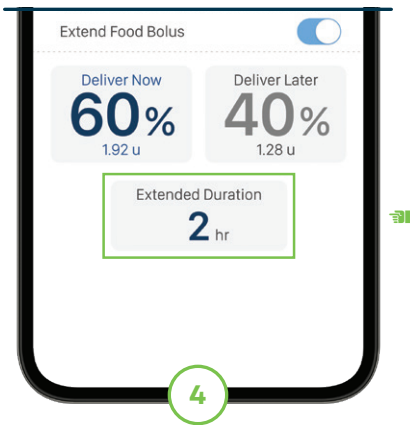 Extend Food Bolus
Deliver Now
60%
1.92 u
Deliver Later
40%
1.28 u
Extended Duration
2 hr
4